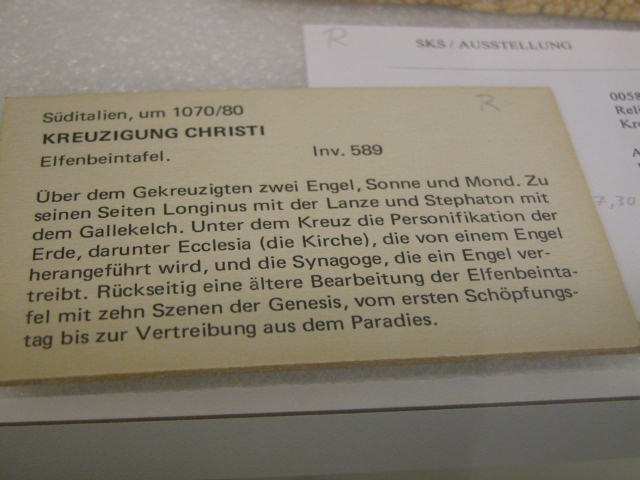 R
SKS / AUSSTELLUNG
0058
Süditalien, um 1070/80
R
KREUZIGUNG CHRISTI
Elfenbeintafel. Inv. 589
Über dem Gekreuzigten zwei Engel, Sonne und Mond. Zu
seinen Seiten Longinus mit der Lanze und Stephaton mit
dem Gallekelch. Unter dem Kreuz die Personifikation der
Erde, darunter Ecclesia (die Kirche), die von einem Engel
herangeführt wird, und die Synagoge, die ein Engel ver-
treibt. Rückseitig eine ältere Bearbeitung der Elfenbeinta-
fel mit zehn Szenen der Genesis, vom ersten Schöpfungs-
tag bis zur Vertreibung aus dem Paradies.